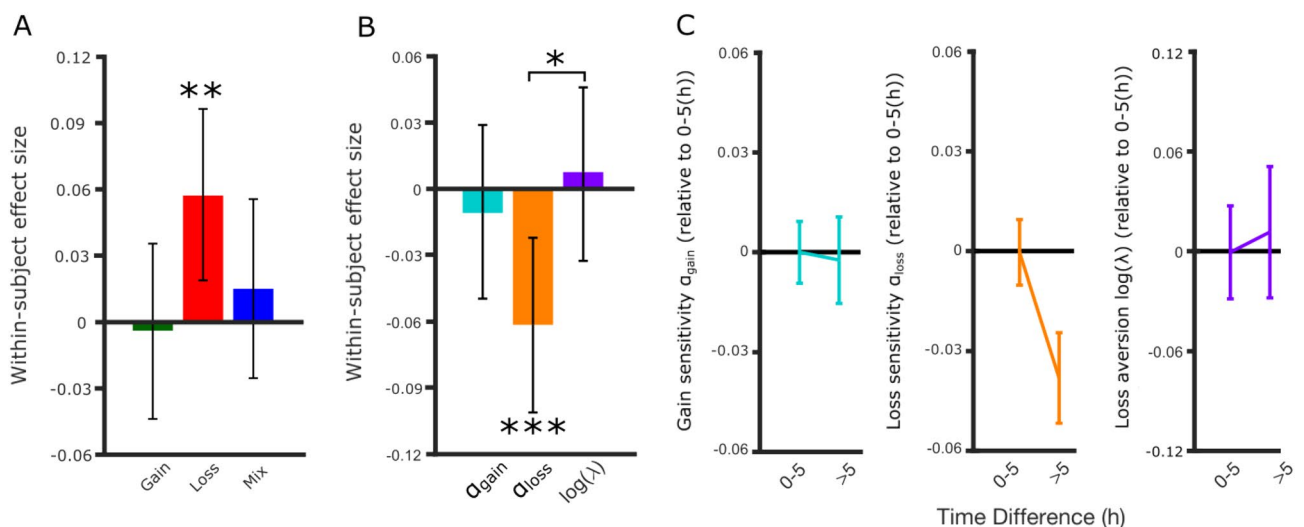 A
Within-subject effect size
0.12
0.09
0.06
0.03
0
-0.03
-0.06
**
Gain
Loss
Mix
B
Within-subject effect size
0.06
0.03
0
-0.03
-0.06
-0.09
-0.12
*
***
αgain
αloss
log(λ)
C
Gain sensitivity αgain (relative to 0-5(h))
0.06
0.03
0
-0.03
-0.06
0-5
>5
Loss sensitivity αloss (relative to 0-5(h))
0.06
0.03
0
-0.03
-0.06
0-5
>5
Loss aversion log(λ) (relative to 0-5(h))
0.12
0.06
0
-0.06
-0.12
0-5
>5
Time Difference (h)